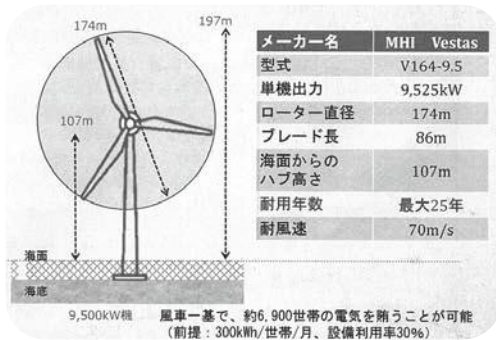 174m
197m
107m
海面
海底
9,500kW機
メーカー名 MHI Vestas
型式 V164-9.5
単機出力 9,525kW
ローター直径 174m
ブレード長 86m
海面からの
ハブ高さ 107m
耐用年数 最大25年
耐風速 70m/s
風車一基で、約6,900世帯の電気を賄うことが可能
(前提：300kWh/世帯/月、設備利用率30%)